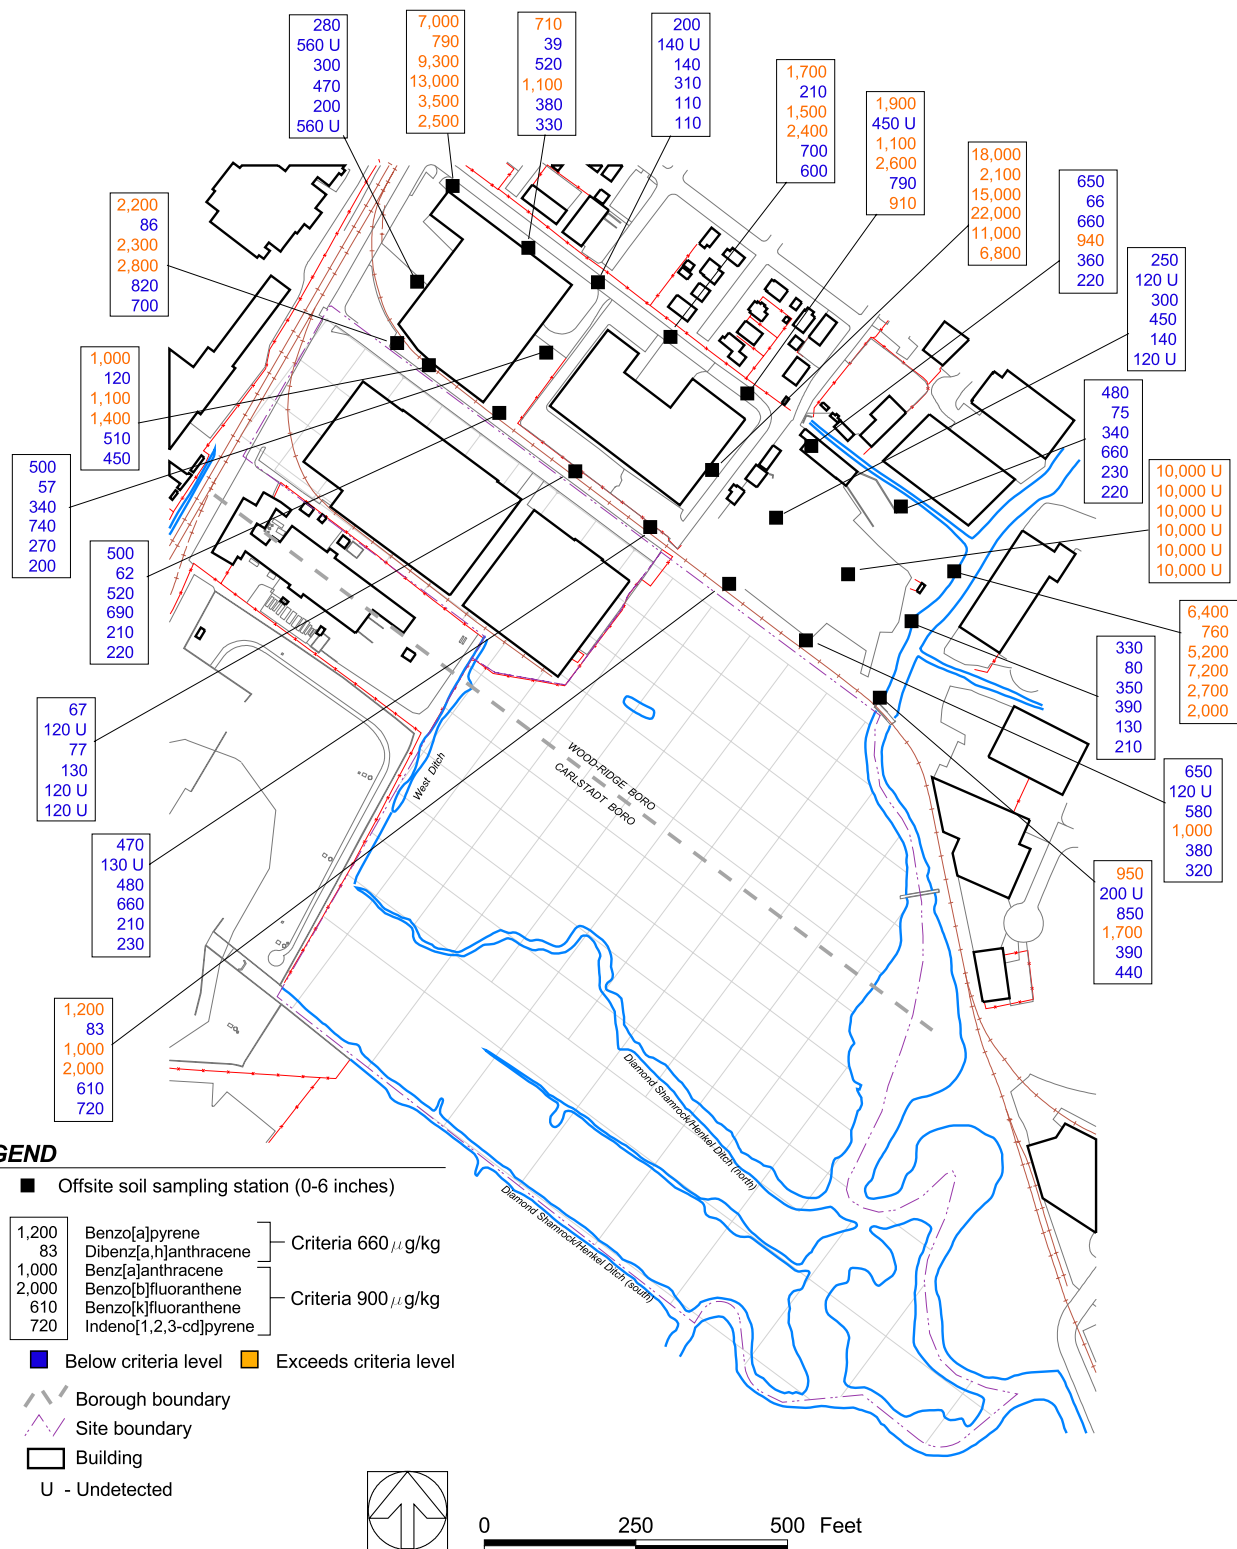 280
560 U
300
470
200
560 U
7,000
790
9,300
13,000
3,500
2,500
710
39
520
1,100
380
330
200
140 U
140
310
110
110
1,700
210
1,500
2,400
700
600
1,900
450 U
1,100
2,600
790
910
18,000
2,100
15,000
22,000
11,000
6,800
650
66
660
940
360
220
250
120 U
300
450
140
120 U
480
75
340
660
230
220
10,000 U
10,000 U
10,000 U
10,000 U
10,000 U
10,000 U
6,400
760
5,200
7,200
2,700
2,000
330
80
350
390
130
210
650
120 U
580
1,000
380
320
950
200 U
850
1,700
390
440
2,200
86
2,300
2,800
820
700
1,000
120
1,100
1,400
510
450
500
57
340
740
270
200
500
62
520
690
210
220
67
120 U
77
130
120 U
120 U
470
130 U
480
660
210
230
1,200
83
1,000
2,000
610
720
West Ditch
WOOD-RIDGE BORO
CARLSTADT BORO
Diamond Shamrock/Henkel Ditch (north)
Diamond Shamrock/Henkel Ditch (south)
GEND
Offsite soil sampling station (0-6 inches)
1,200 Benzo[a]pyrene
83 Dibenz[a,h]anthracene
Criteria 660 μg/kg
1,000 Benz[a]anthracene
2,000 Benzo[b]fluoranthene
610 Benzo[k]fluoranthene
720 Indeno[1,2,3-cd]pyrene
Criteria 900 μg/kg
Below criteria level Exceeds criteria level
Borough boundary
Site boundary
Building
U - Undetected
0 250 500 Feet